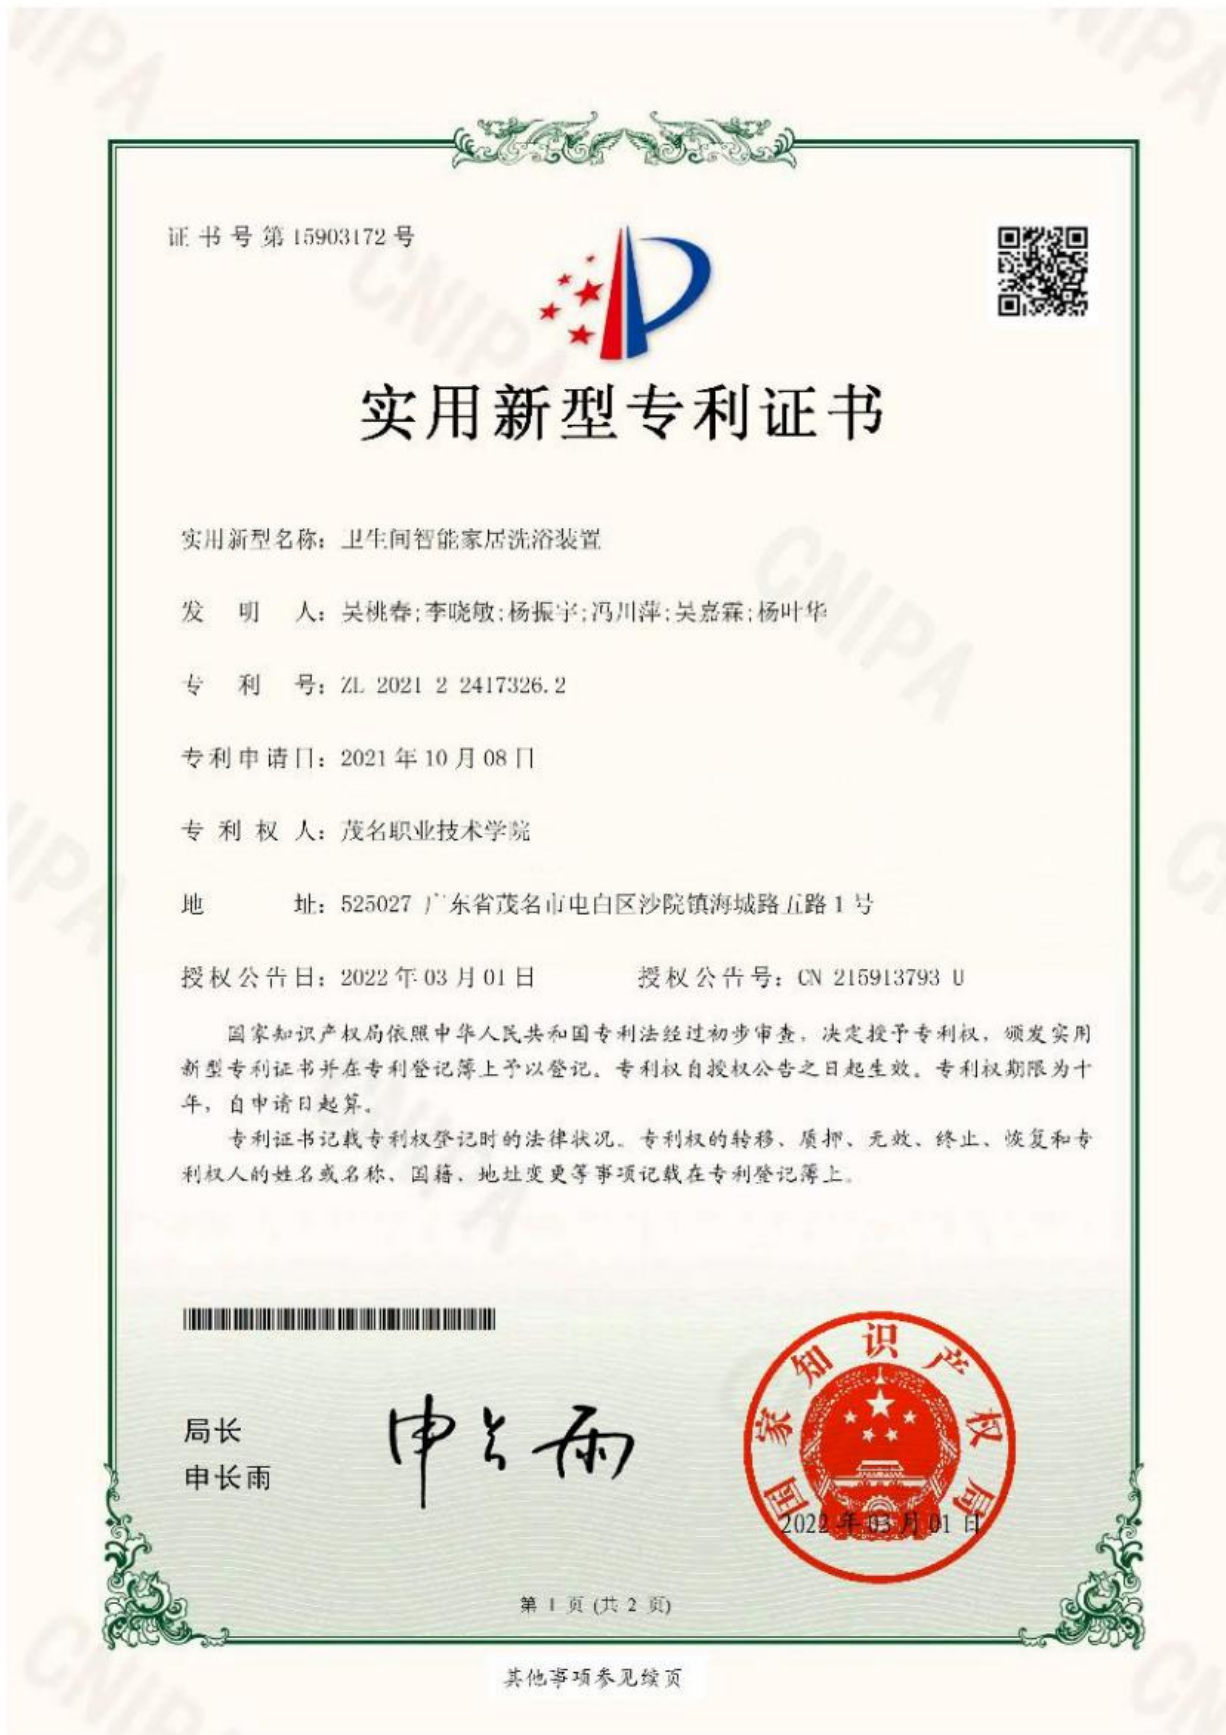 证书号第15903172号
实用新型专利证书
实用新型名称：卫生间智能家居洗浴装置
发明人：吴桃春;李晓敏;杨振宇;冯川萍;吴嘉霖;杨叶华
专利号：ZL 2021 2 2417326.2
专利申请日：2021年10月08日
专利权人：茂名职业技术学院
地址：525027 广东省茂名市电白区沙院镇海城路五路1号
授权公告日：2022年03月01日 授权公告号：CN 215913793 U
国家知识产权局依照中华人民共和国专利法经过初步审查，决定授予专利权，颁发实用
新型专利证书并在专利登记簿上予以登记。专利权自授权公告之日起生效。专利权期限为十
年，自申请日起算。
专利证书记载专利权登记时的法律状况。专利权的转移、质押、无效、终止、恢复和专
利权人的姓名或名称、国籍、地址变更等事项记载在专利登记簿上。
局长
申长雨
申长雨
国家知识产权局
2022年03月01日
第 1 页 (共 2 页)
其他事项参见续页
CNIPA
CNIPA
CNIPA
CNIPA
CNIPA
CNIPA